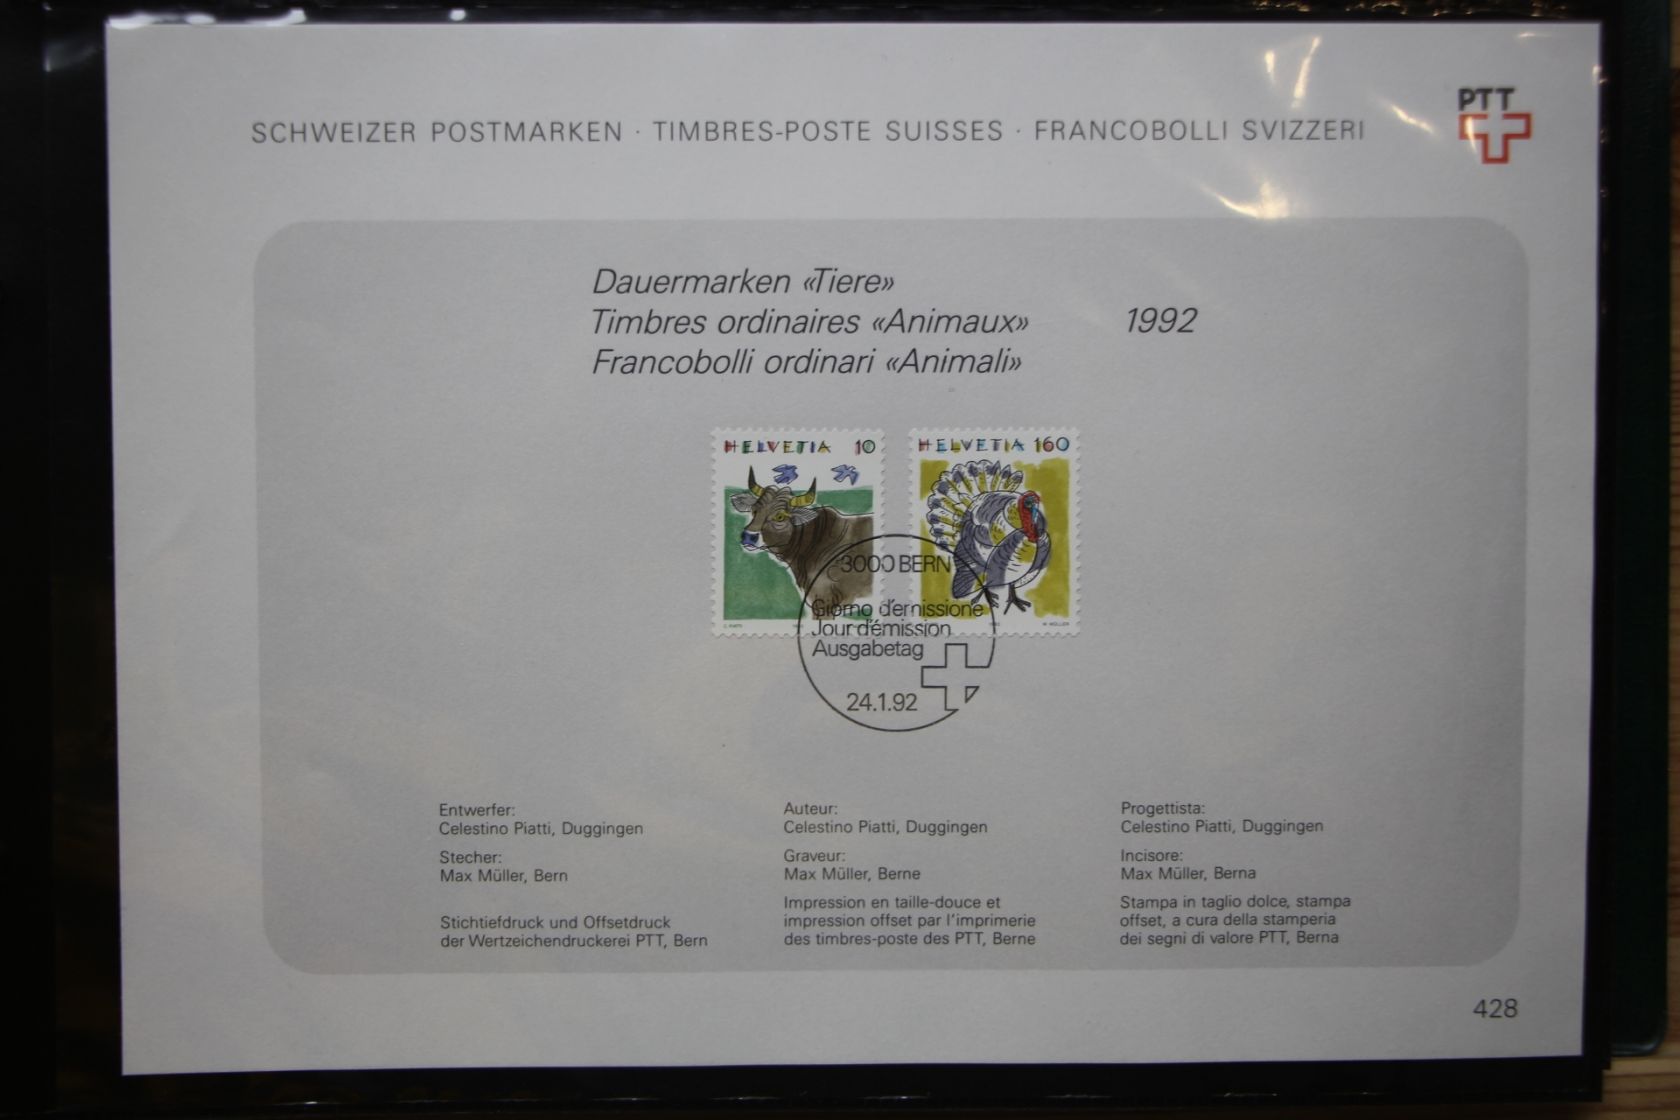 PTT
SCHWEIZER POSTMARKEN · TIMBRES-POSTE SUISSES · FRANCOBOLLI SVIZZERI
Dauermarken «Tiere»
Timbres ordinaires «Animaux» 1992
Francobolli ordinari «Animali»
HELVETIA 10
HELVETIA 160
C. PIATTI
M. MÜLLER
3000 BERN
Giorno d'emissione
Jour d'émission
Ausgabetag
24.1.92
Entwerfer:
Celestino Piatti, Duggingen
Stecher:
Max Müller, Bern
Stichtiefdruck und Offsetdruck
der Wertzeichendruckerei PTT, Bern
Auteur:
Celestino Piatti, Duggingen
Graveur:
Max Müller, Berne
Impression en taille-douce et
impression offset par l'imprimerie
des timbres-poste des PTT, Berne
Progettista:
Celestino Piatti, Duggingen
Incisore:
Max Müller, Berna
Stampa in taglio dolce, stampa
offset, a cura della stamperia
dei segni di valore PTT, Berna
428